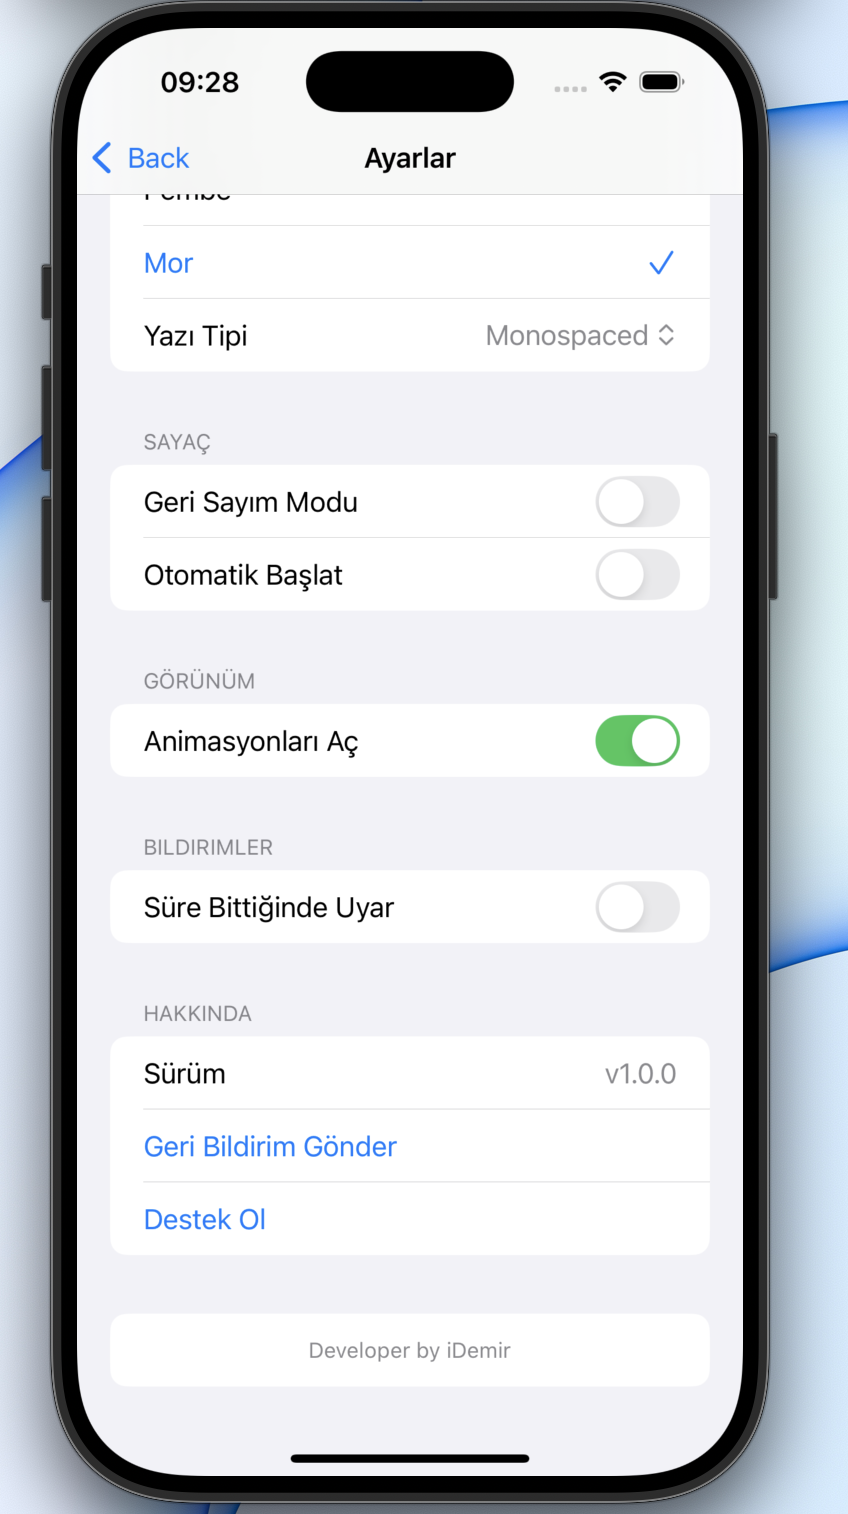 09:28
Back
Ayarlar
Pembe
Mor
Yazı Tipi
Monospaced
SAYAÇ
Geri Sayım Modu
Otomatik Başlat
GÖRÜNÜM
Animasyonları Aç
BILDIRIMLER
Süre Bittiğinde Uyar
HAKKINDA
Sürüm
v1.0.0
Geri Bildirim Gönder
Destek Ol
Developer by iDemir